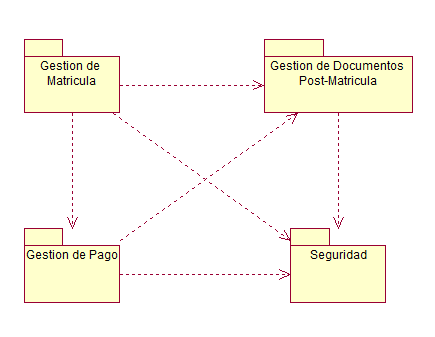 Gestion de
Matricula
Gestion de Documentos
Post-Matricula
Gestion de Pago
Seguridad